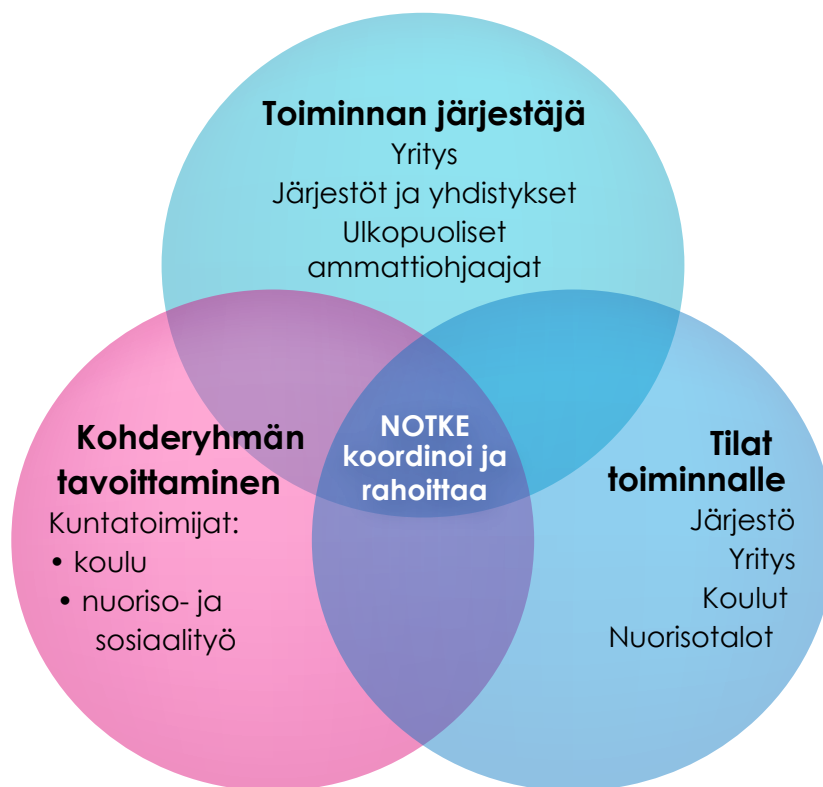 Toiminnan järjestäjä
Yritys
Järjestöt ja yhdistykset
Ulkopuoliset
ammattiohjaajat
Kohderyhmän
tavoittaminen
Kuntatoimijat:
• koulu
• nuoriso- ja
sosiaalityö
NOTKE
koordinoi ja
rahoittaa
Tilat
toiminnalle
Järjestö
Yritys
Koulut
Nuorisotalot